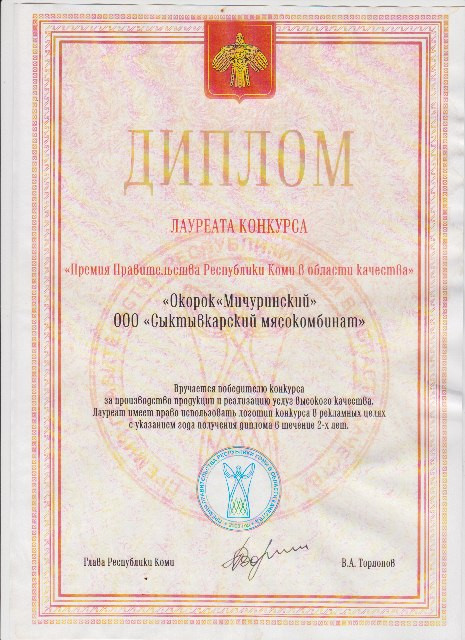 ДИПЛОМ
ЛАУРЕАТА КОНКУРСА
«Премия Правительства Республики Коми в области качества»
«Окорок«Мичуринский»
ООО «Сыктывкарский мясокомбинат»
Вручается победителю конкурса
за производство продукции и реализацию услуг высокого качества.
Лауреат имеет право использовать логотип конкурса в рекламных целях
с указанием года получения диплома в течение 2-х лет.
Глава Республики Коми
В.А. Торлопов